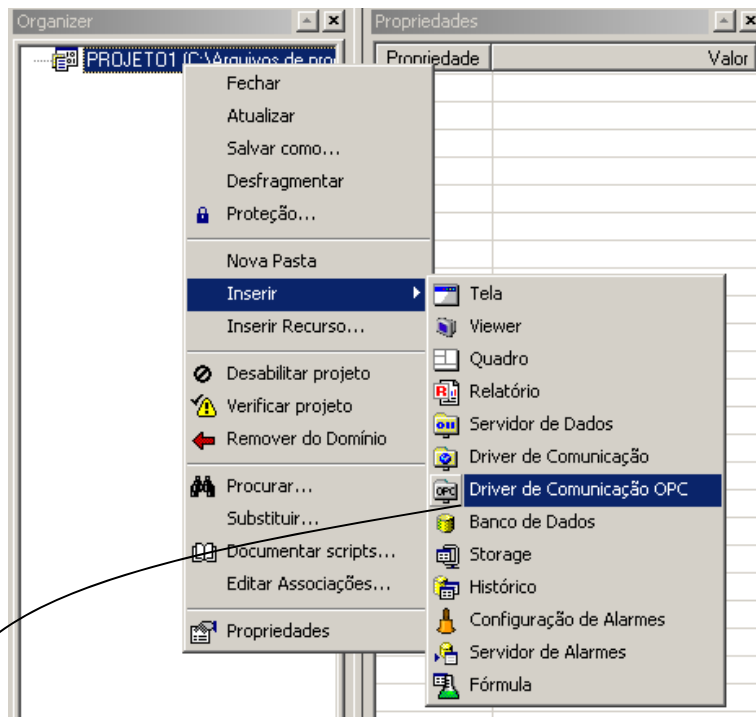 Organizer
Propriedades
PROJETO1 (C:\Arquivos de pro
Propriedade
Valor
Fechar
Atualizar
Salvar como...
Desfragmentar
Proteção...
Nova Pasta
Inserir
Inserir Recurso...
Desabilitar projeto
Verificar projeto
Remover do Domínio
Procurar...
Substituir...
Documentar scripts...
Editar Associações...
Propriedades
Tela
Viewer
Quadro
Relatório
Servidor de Dados
Driver de Comunicação
OPC Driver de Comunicação OPC
Banco de Dados
Storage
Histórico
Configuração de Alarmes
Servidor de Alarmes
Fórmula